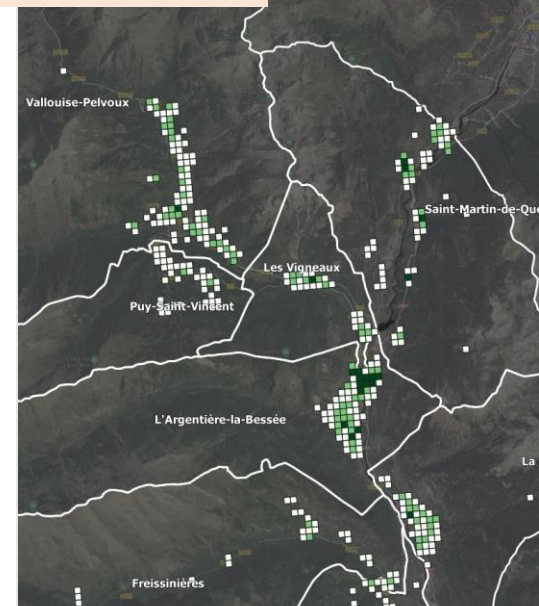 Vallouise-Pelvoux
Saint-Martin-de-Que
Les Vigneaux
Puy-Saint-Vincent
L'Argentière-la-Bessée
La
Freissinières